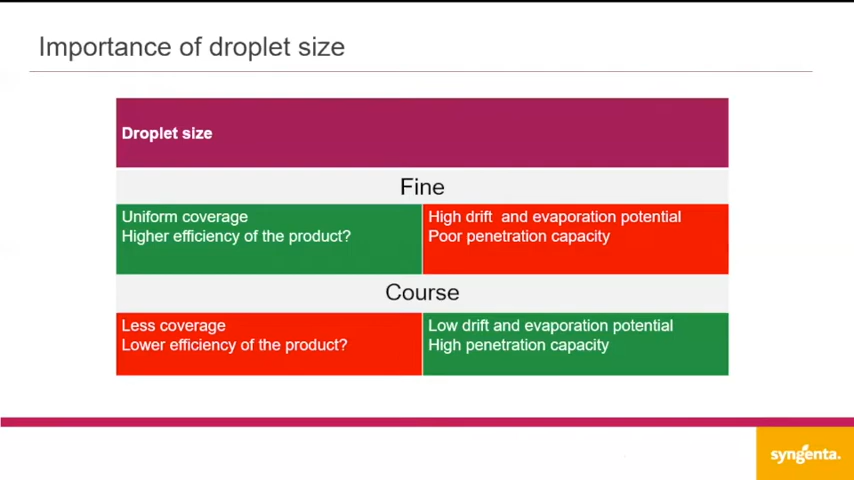 Importance of droplet size
Droplet size
Fine
Uniform coverage
Higher efficiency of the product?
High drift and evaporation potential
Poor penetration capacity
Course
Less coverage
Lower efficiency of the product?
Low drift and evaporation potential
High penetration capacity
syngenta.